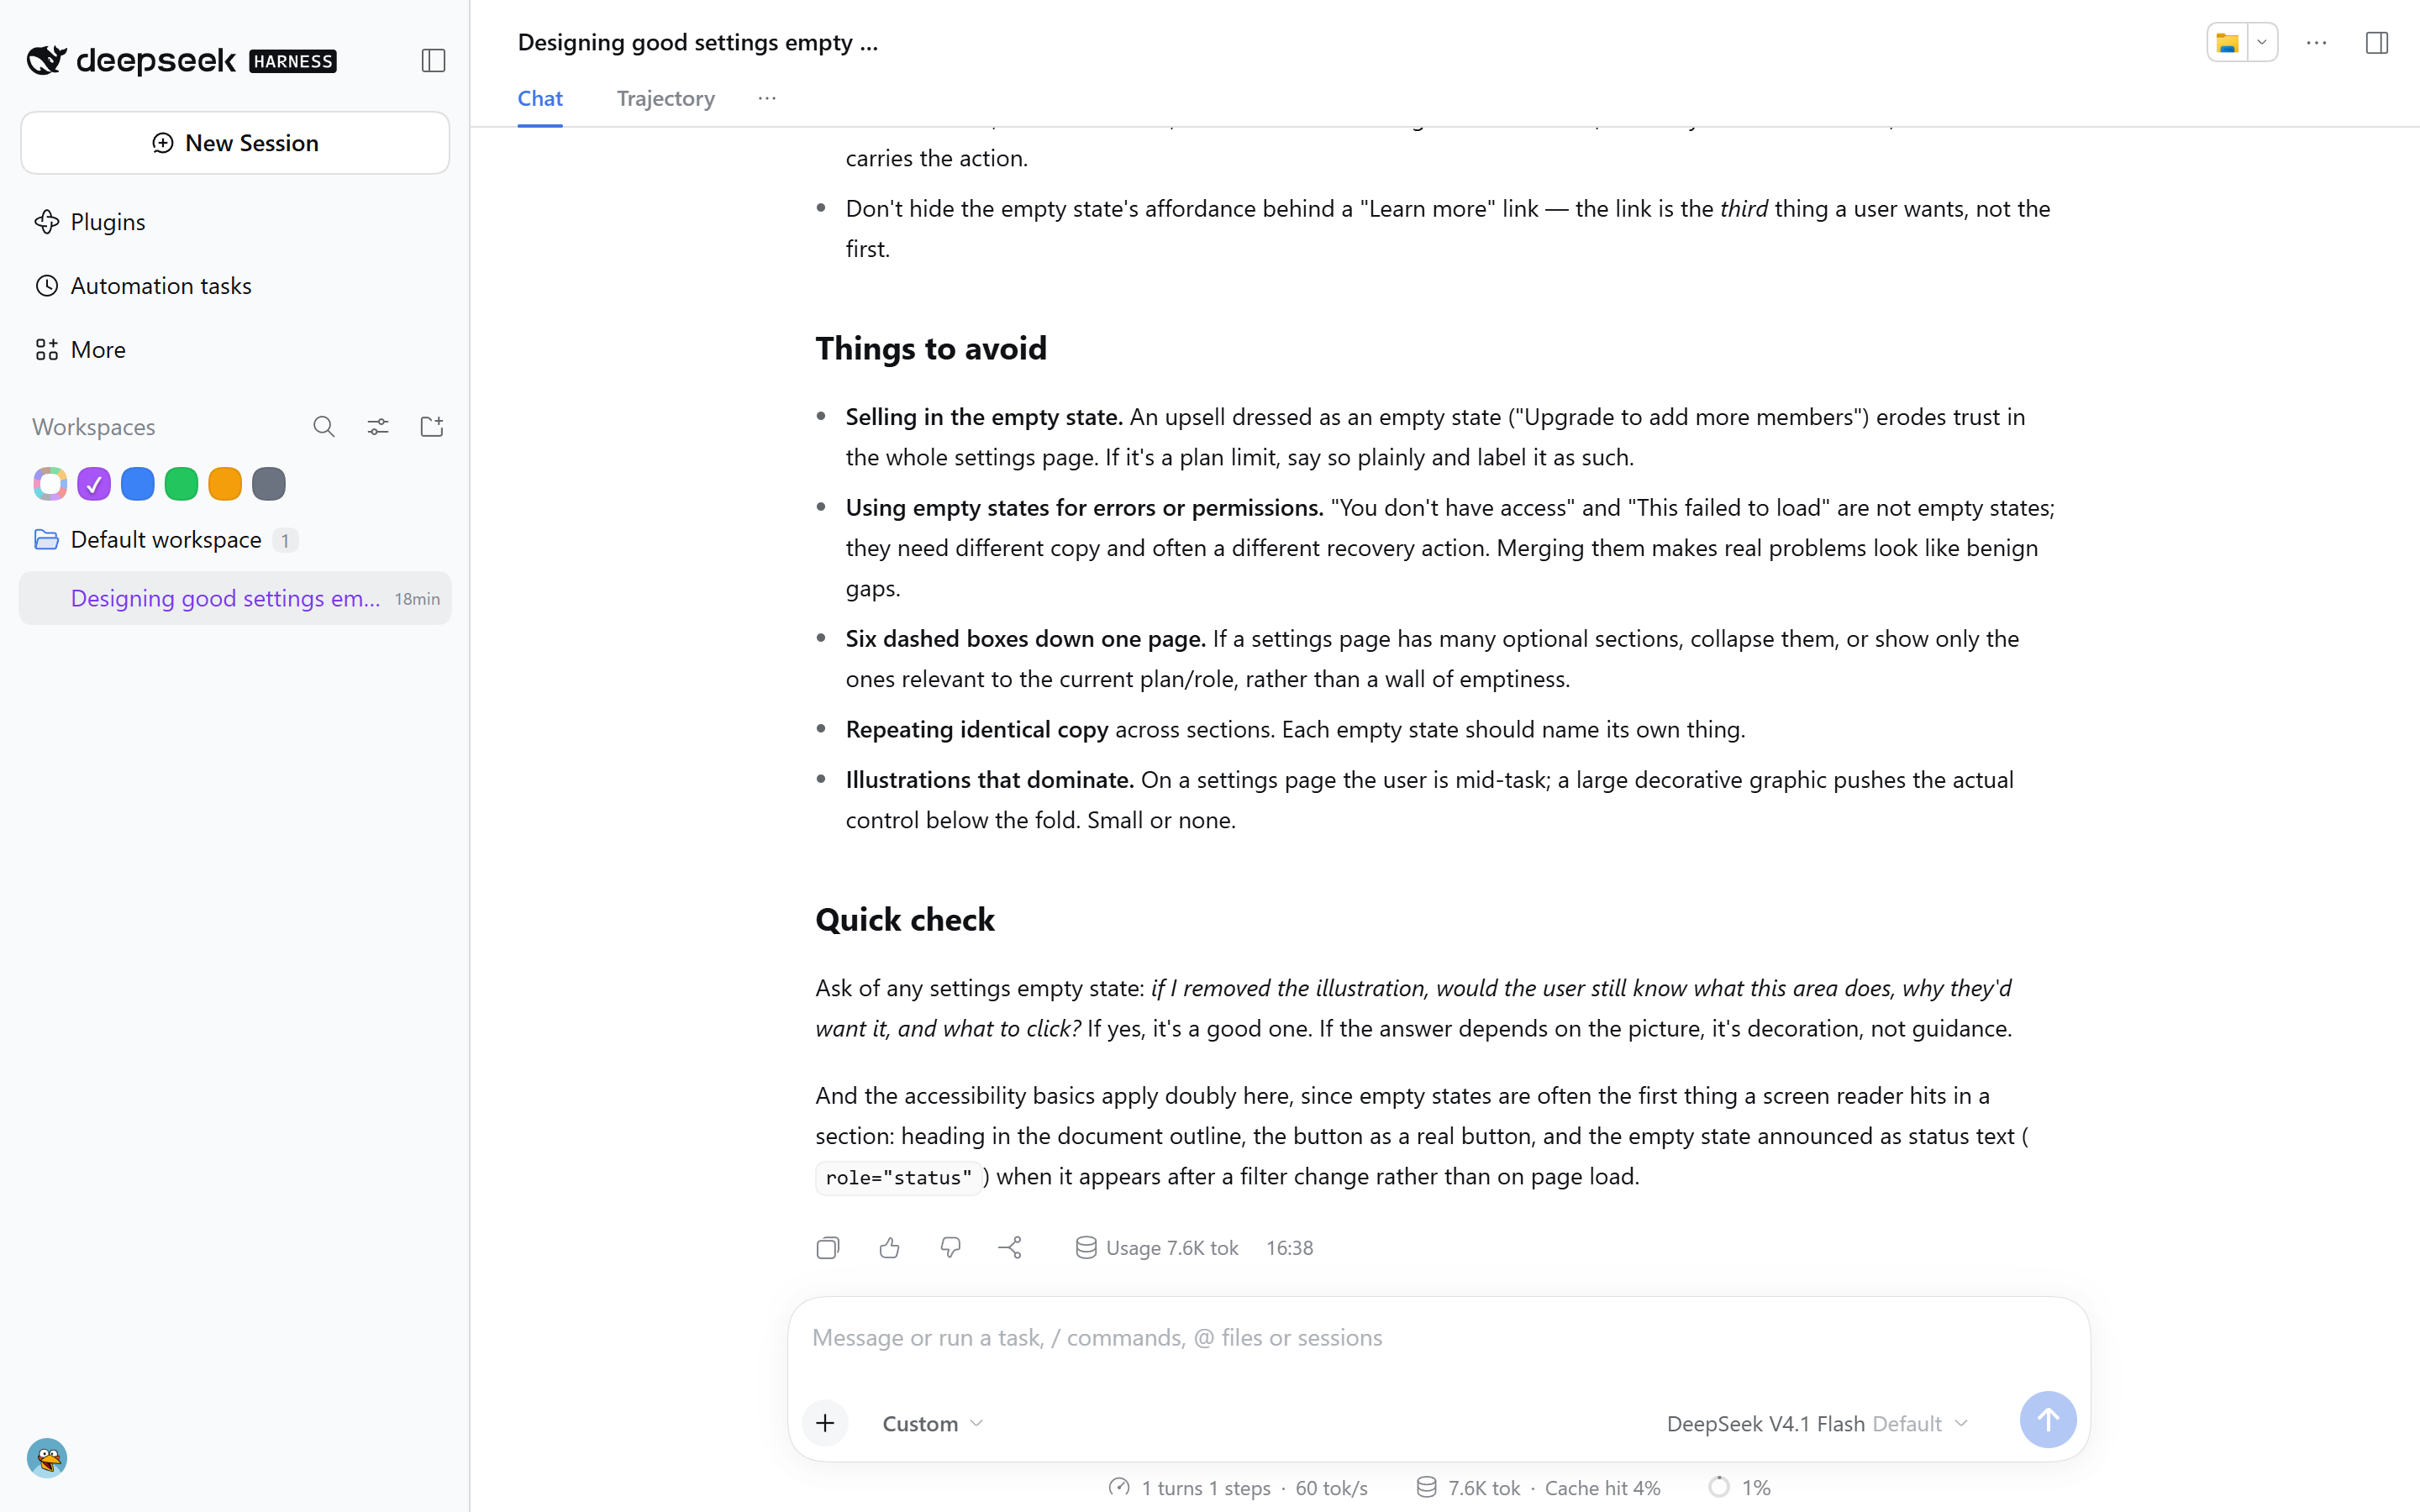 deepseek HARNESS
New Session
Plugins
Automation tasks
More
Workspaces
Default workspace 1
Designing good settings em... 18min
Designing good settings empty ...
Chat Trajectory
carries the action.
Don't hide the empty state's affordance behind a "Learn more" link — the link is the third thing a user wants, not the
first.
Things to avoid
Selling in the empty state. An upsell dressed as an empty state ("Upgrade to add more members") erodes trust in
the whole settings page. If it's a plan limit, say so plainly and label it as such.
Using empty states for errors or permissions. "You don't have access" and "This failed to load" are not empty states;
they need different copy and often a different recovery action. Merging them makes real problems look like benign
gaps.
Six dashed boxes down one page. If a settings page has many optional sections, collapse them, or show only the
ones relevant to the current plan/role, rather than a wall of emptiness.
Repeating identical copy across sections. Each empty state should name its own thing.
Illustrations that dominate. On a settings page the user is mid-task; a large decorative graphic pushes the actual
control below the fold. Small or none.
Quick check
Ask of any settings empty state: if I removed the illustration, would the user still know what this area does, why they'd
want it, and what to click? If yes, it's a good one. If the answer depends on the picture, it's decoration, not guidance.
And the accessibility basics apply doubly here, since empty states are often the first thing a screen reader hits in a
section: heading in the document outline, the button as a real button, and the empty state announced as status text (
role="status" ) when it appears after a filter change rather than on page load.
Usage 7.6K tok 16:38
Message or run a task, / commands, @ files or sessions
Custom
DeepSeek V4.1 Flash Default
1 turns 1 steps · 60 tok/s 7.6K tok · Cache hit 4% 1%